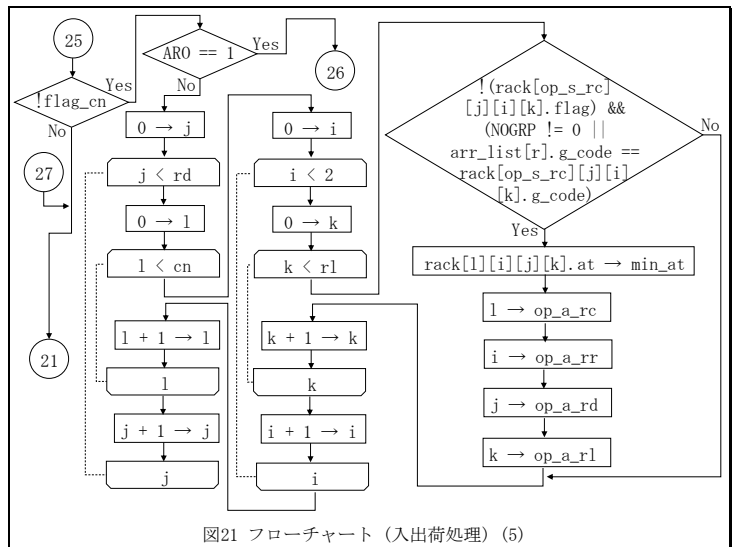 25
!flag_cn
Yes
No
27
21
ARO == 1
Yes
No
26
0 → j
j < rd
0 → l
l < cn
l + 1 → l
l
j + 1 → j
j
0 → i
i < 2
0 → k
k < rl
k + 1 → k
k
i + 1 → i
i
!(rack[op_s_rc]
[j][i][k].flag) &&
(NOGRP != 0 ||
arr_list[r].g_code ==
rack[op_s_rc][j][i]
[k].g_code)
No
Yes
rack[l][i][j][k].at → min_at
l → op_a_rc
i → op_a_rr
j → op_a_rd
k → op_a_rl
図21 フローチャート (入出荷処理) (5)